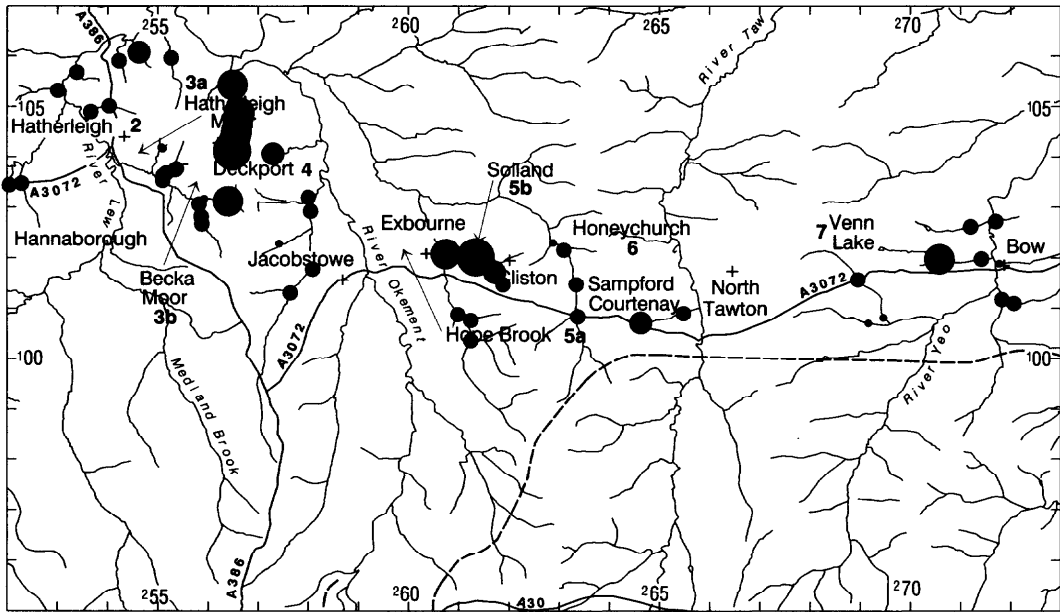 255
260
265
270
A386
River Taw
3a
105
Hatherleigh
105
Hatherleigh
2
Deckport 4
Solland
5b
A3072
River Lew
Exbourne
Honeychurch
6
7 Venn
Lake
Bow
Hannaborough
Jacobstowe
River Okement
Cliston
Becka
Moor
3b
Sampford
Courtenay
North
Tawton
A3072
A3072
Hope Brook
5a
100
100
Medland Brook
River Yeo
255
A386
260
A30
265
270